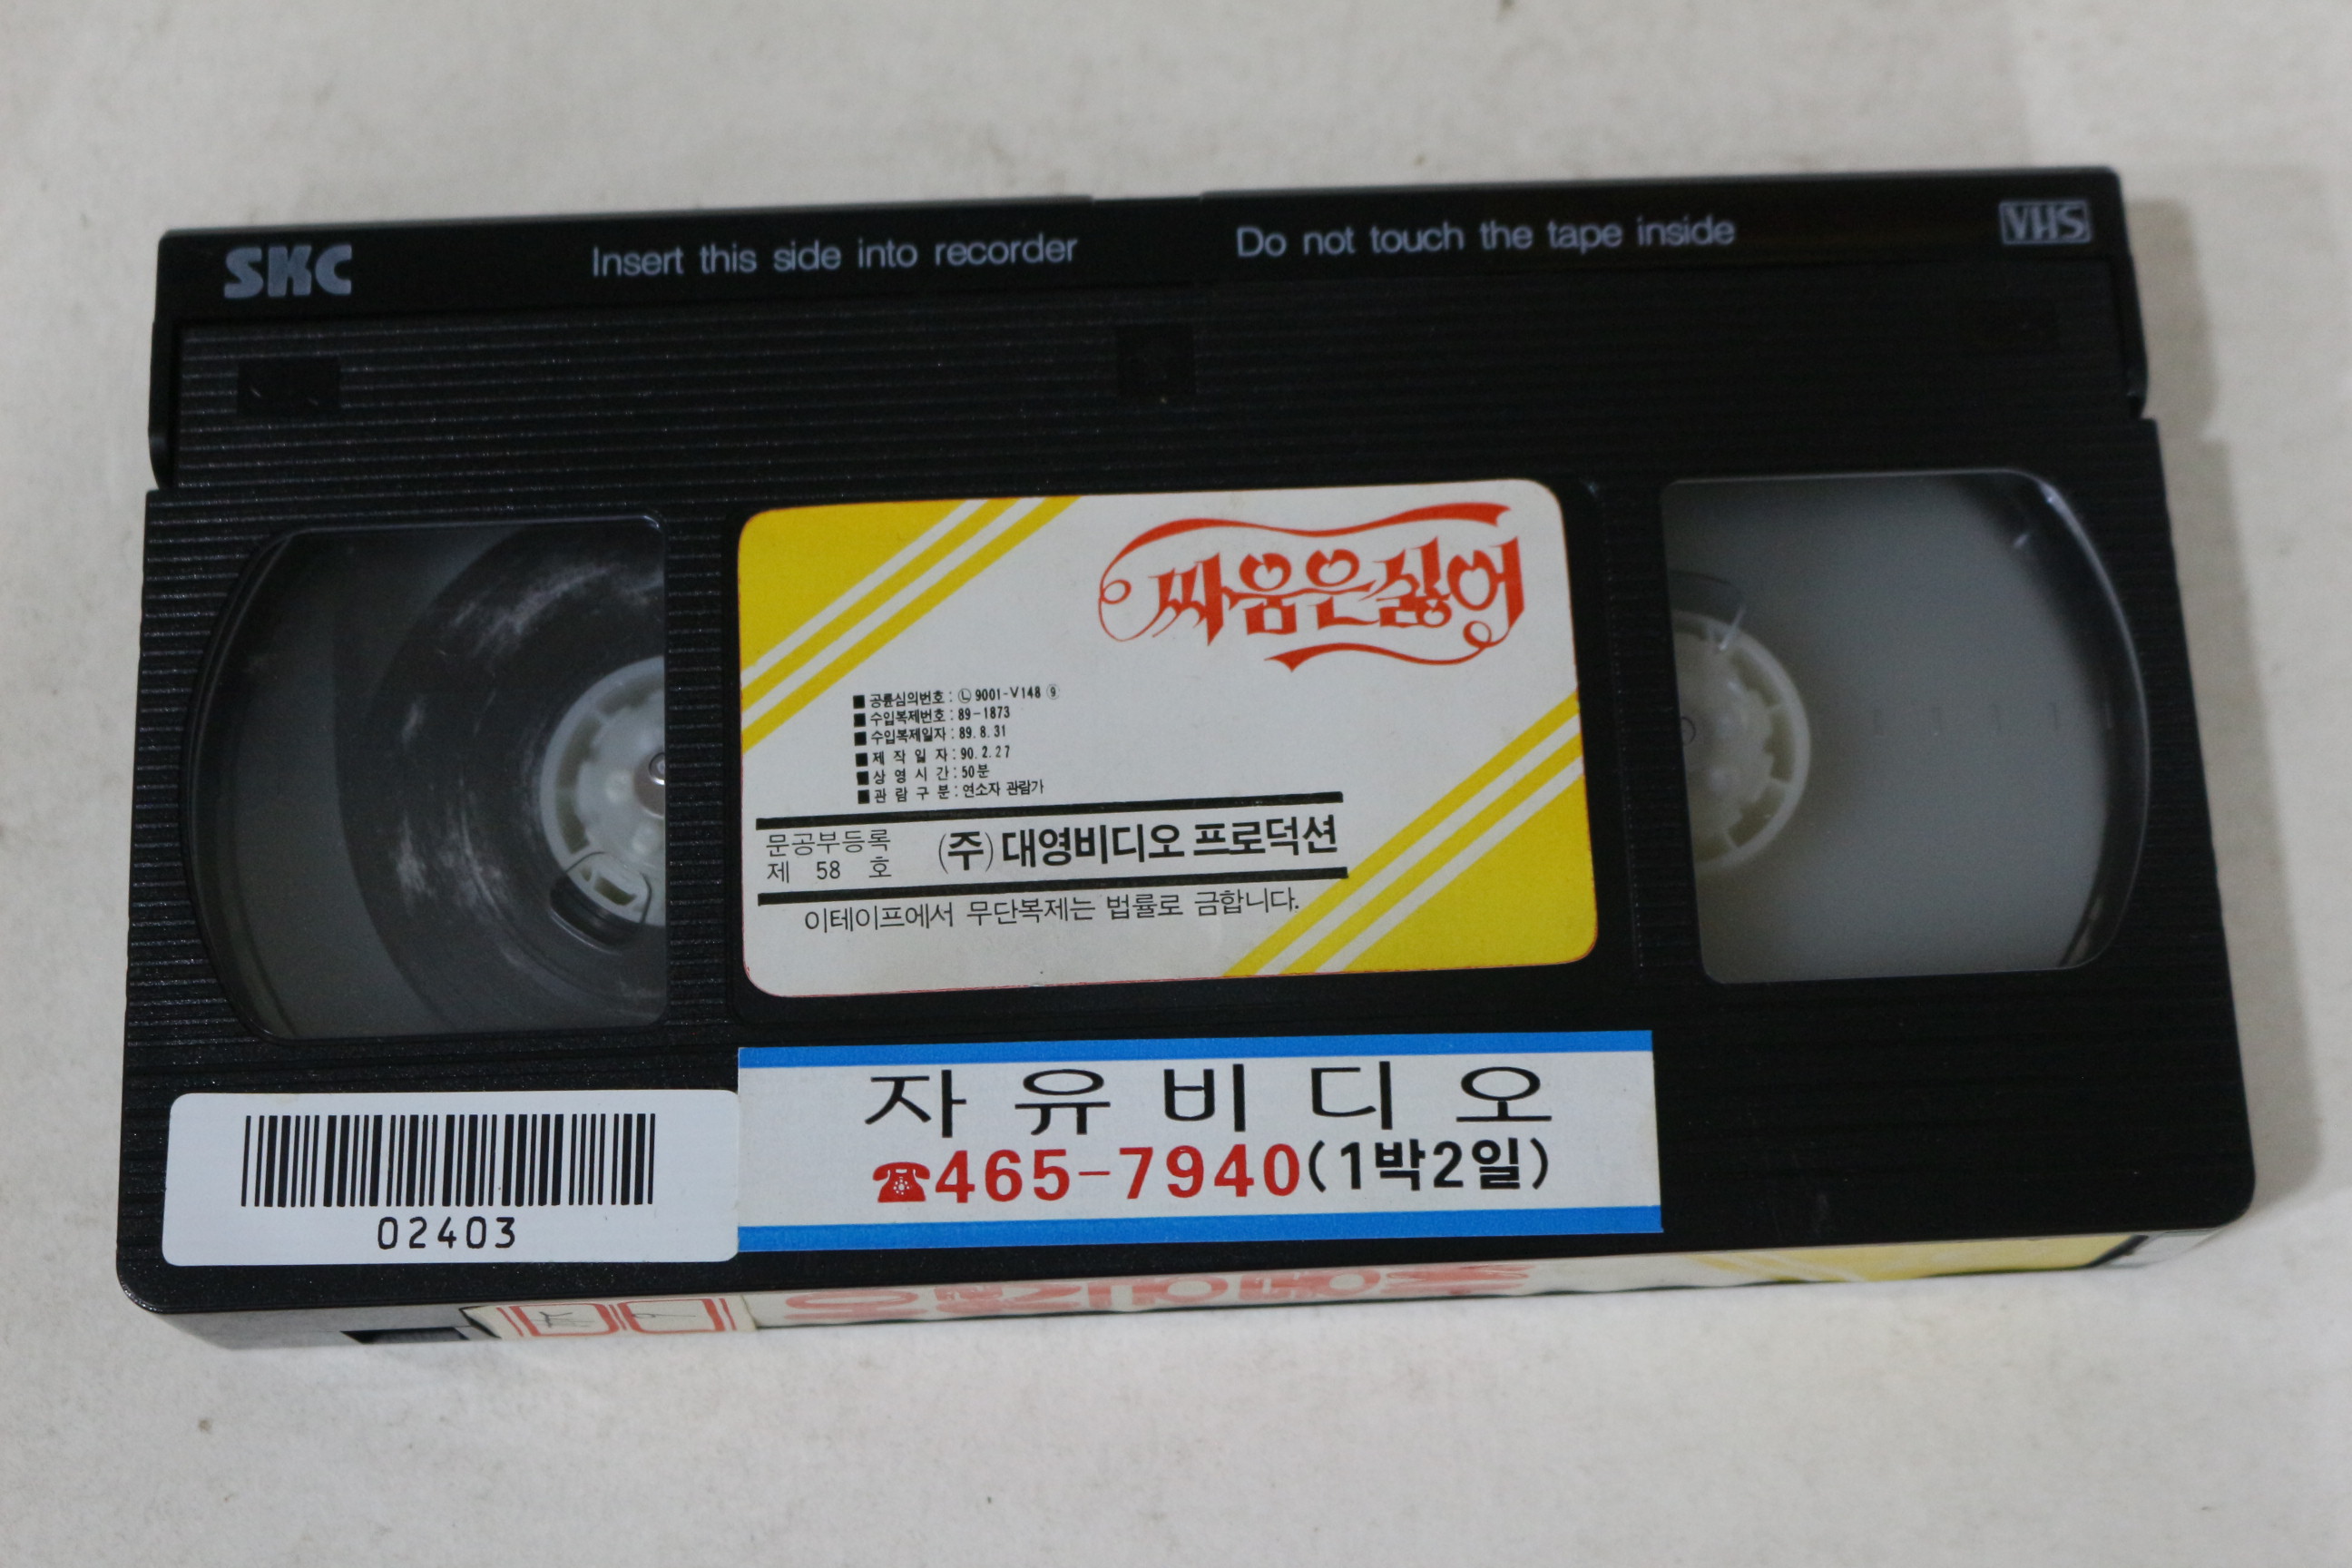 SKC
Insert this side into recorder
Do not touch the tape inside
VHS
싸움은싫어
■ 공륜심의번호 : Ⓛ 9001-V148 ⑨
■ 수입복제번호 : 89-1873
■ 수입복제일자 : 89. 8. 31
■ 제 작 일 자 : 90. 2. 27
■ 상 영 시 간 : 50분
■ 관 람 구 분 : 연소자 관람가
문공부등록
제 58 호
(주) 대영비디오 프로덕션
이테이프에서 무단복제는 법률로 금합니다.
자유비디오
☎465-7940(1박2일)
02403